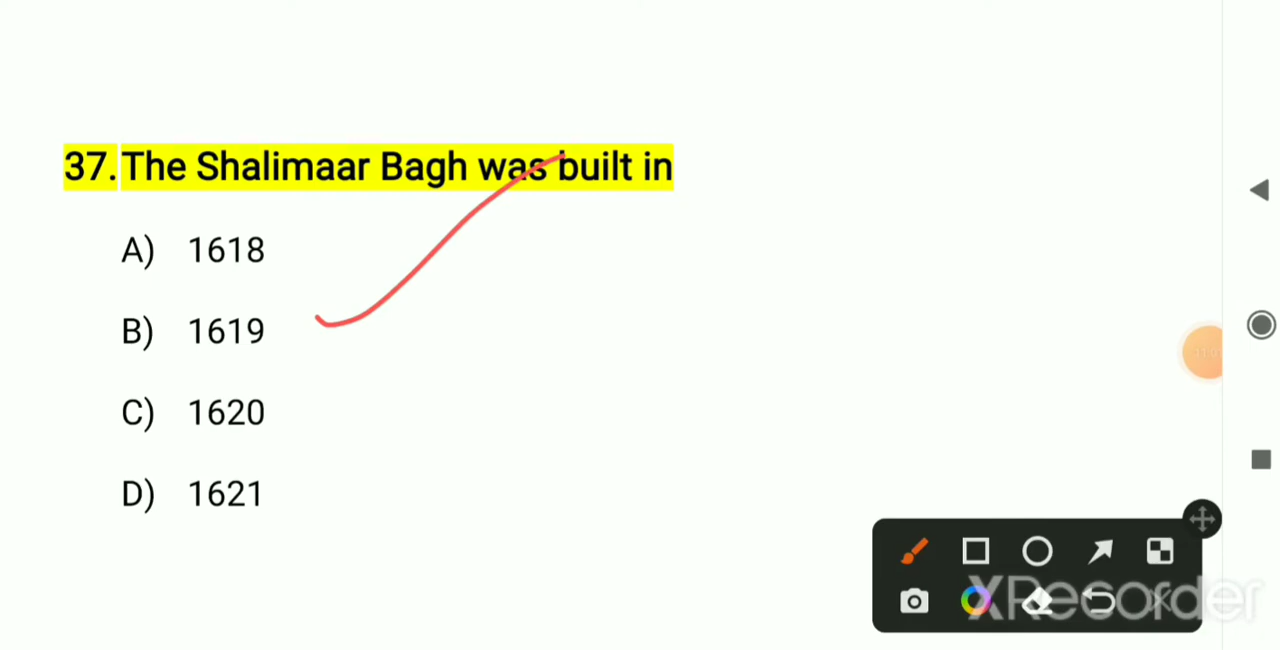 37. The Shalimaar Bagh was built in
A) 1618
B) 1619
C) 1620
D) 1621
XRecorder